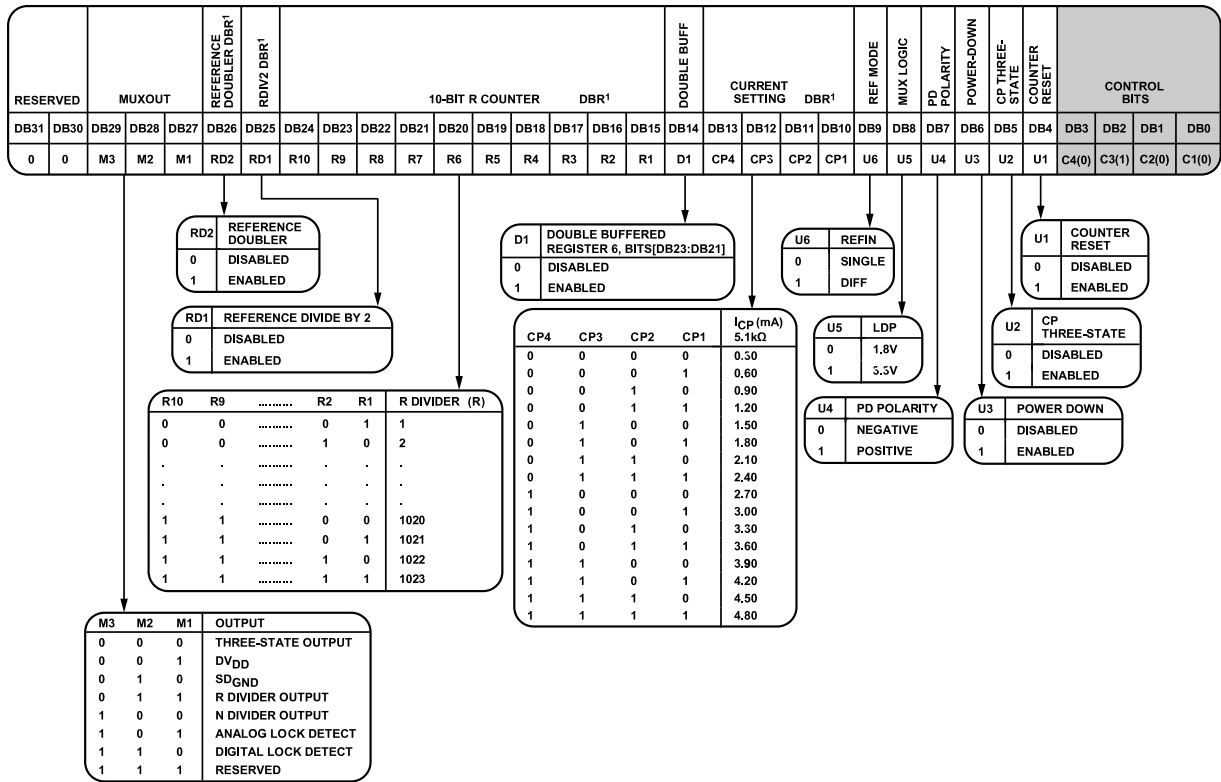 RESERVED MUXOUT REFERENCE DOUBLER DBR¹ RDIV2 DBR¹ 10-BIT R COUNTER DBR¹ DOUBLE BUFF CURRENT SETTING DBR¹ REF MODE MUX LOGIC PD POLARITY POWER-DOWN CP THREE-STATE COUNTER RESET CONTROL BITS
DB31 DB30 DB29 DB28 DB27 DB26 DB25 DB24 DB23 DB22 DB21 DB20 DB19 DB18 DB17 DB16 DB15 DB14 DB13 DB12 DB11 DB10 DB9 DB8 DB7 DB6 DB5 DB4 DB3 DB2 DB1 DB0
0 0 M3 M2 M1 RD2 RD1 R10 R9 R8 R7 R6 R5 R4 R3 R2 R1 D1 CP4 CP3 CP2 CP1 U6 U5 U4 U3 U2 U1 C4(0) C3(1) C2(0) C1(0)
RD2 REFERENCE DOUBLER
0 DISABLED
1 ENABLED
RD1 REFERENCE DIVIDE BY 2
0 DISABLED
1 ENABLED
R10 R9 .......... R2 R1 R DIVIDER (R)
0 0 .......... 0 1 1
0 0 .......... 1 0 2
. . .......... . . .
. . .......... . . .
. . .......... . . .
1 1 .......... 0 0 1020
1 1 .......... 0 1 1021
1 1 .......... 1 0 1022
1 1 .......... 1 1 1023
M3 M2 M1 OUTPUT
0 0 0 THREE-STATE OUTPUT
0 0 1 DVDD
0 1 0 SDGND
0 1 1 R DIVIDER OUTPUT
1 0 0 N DIVIDER OUTPUT
1 0 1 ANALOG LOCK DETECT
1 1 0 DIGITAL LOCK DETECT
1 1 1 RESERVED
D1 DOUBLE BUFFERED
REGISTER 6, BITS[DB23:DB21]
0 DISABLED
1 ENABLED
ICP (mA)
CP4 CP3 CP2 CP1 5.1kΩ
0 0 0 0 0.30
0 0 0 1 0.60
0 0 1 0 0.90
0 0 1 1 1.20
0 1 0 0 1.50
0 1 0 1 1.80
0 1 1 0 2.10
0 1 1 1 2.40
1 0 0 0 2.70
1 0 0 1 3.00
1 0 1 0 3.30
1 0 1 1 3.60
1 1 0 0 3.90
1 1 0 1 4.20
1 1 1 0 4.50
1 1 1 1 4.80
U6 REFIN
0 SINGLE
1 DIFF
U5 LDP
0 1.8V
1 3.3V
U4 PD POLARITY
0 NEGATIVE
1 POSITIVE
U1 COUNTER RESET
0 DISABLED
1 ENABLED
U2 CP
THREE-STATE
0 DISABLED
1 ENABLED
U3 POWER DOWN
0 DISABLED
1 ENABLED